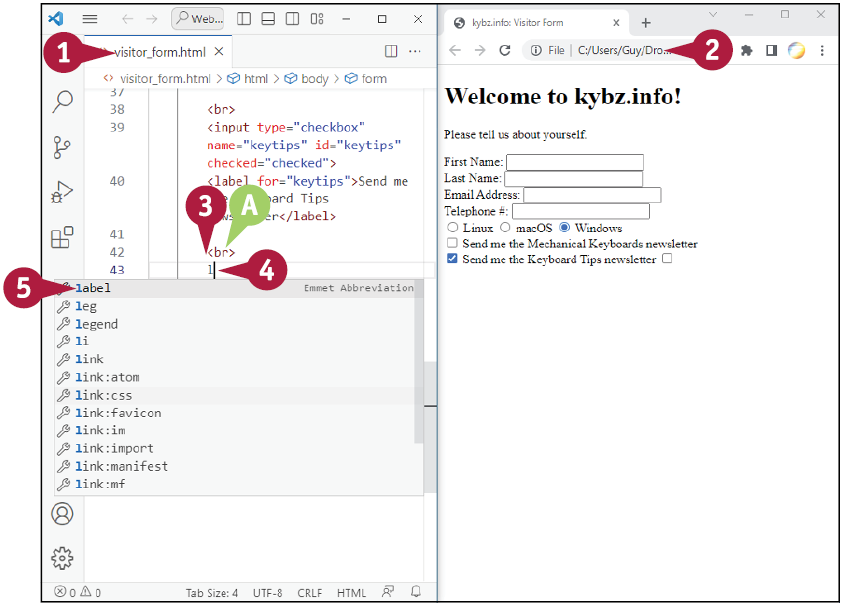 Web...
1
visitor_form.html
visitor_form.html > html > body > form
37
38 <br>
39 <input type="checkbox"
name="keytips" id="keytips"
checked="checked">
40 <label for="keytips">Send me
Tips
</label>
3
A
41
42 <br>
43 l
4
5
label Emmet Abbreviation
leg
legend
li
link
link:atom
link:css
link:favicon
link:im
link:import
link:manifest
link:mf
0 0 Tab Size: 4 UTF-8 CRLF HTML
kybz.info: Visitor Form
File | C:/Users/Guy/Dro...
2
Welcome to kybz.info!
Please tell us about yourself.
First Name:
Last Name:
Email Address:
Telephone #:
Linux macOS Windows
Send me the Mechanical Keyboards newsletter
Send me the Keyboard Tips newsletter